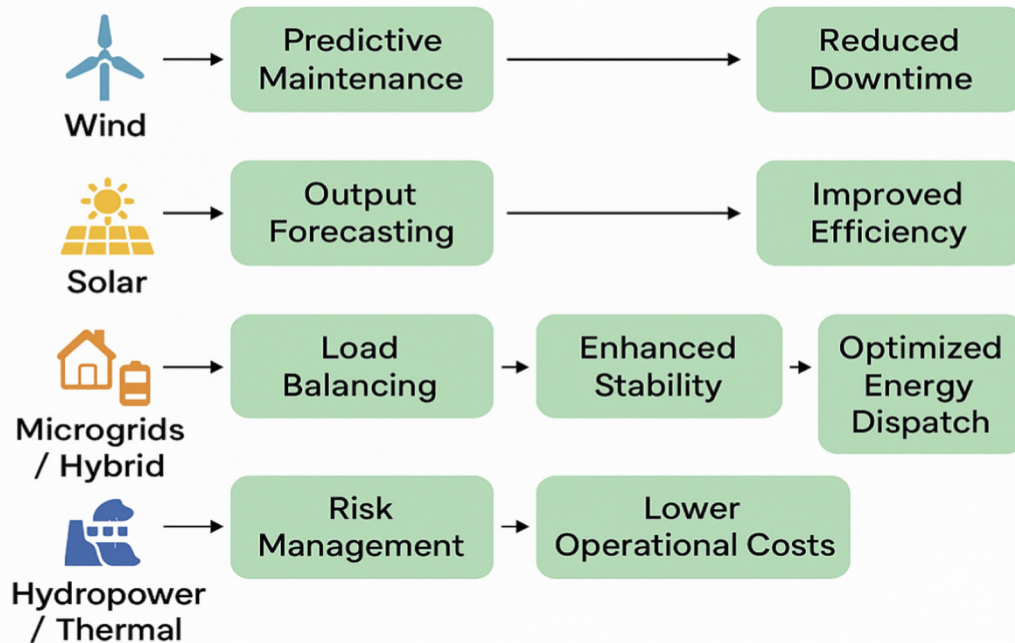 Wind
Predictive
Maintenance
Reduced
Downtime
Solar
Output
Forecasting
Improved
Efficiency
Microgrids
/ Hybrid
Load
Balancing
Enhanced
Stability
Optimized
Energy
Dispatch
Hydropower
/ Thermal
Risk
Management
Lower
Operational Costs